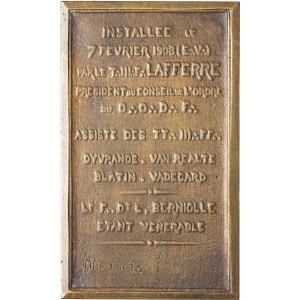 INSTALLEE LE
7 FEVRIER 1908 (E∴V∴)
PAR LE T∴ILL∴F∴ LAFFERRE
PRESIDENT DU CONSEIL DE L'ORDRE
DU G∴O∴D∴F∴
ASSISTE DES TT∴ILL∴FF∴
DYVRANDE. VAN RAELTE
BLATIN. VADECARD
LE F∴ DE L. BERNIOLLE
ETANT VENERABLE